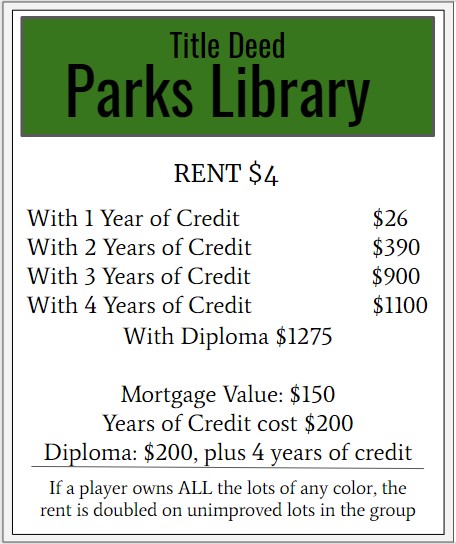 Title Deed
Parks Library
RENT $4
With 1 Year of Credit $26
With 2 Years of Credit $390
With 3 Years of Credit $900
With 4 Years of Credit $1100
With Diploma $1275
Mortgage Value: $150
Years of Credit cost $200
Diploma: $200, plus 4 years of credit
If a player owns ALL the lots of any color, the
rent is doubled on unimproved lots in the group